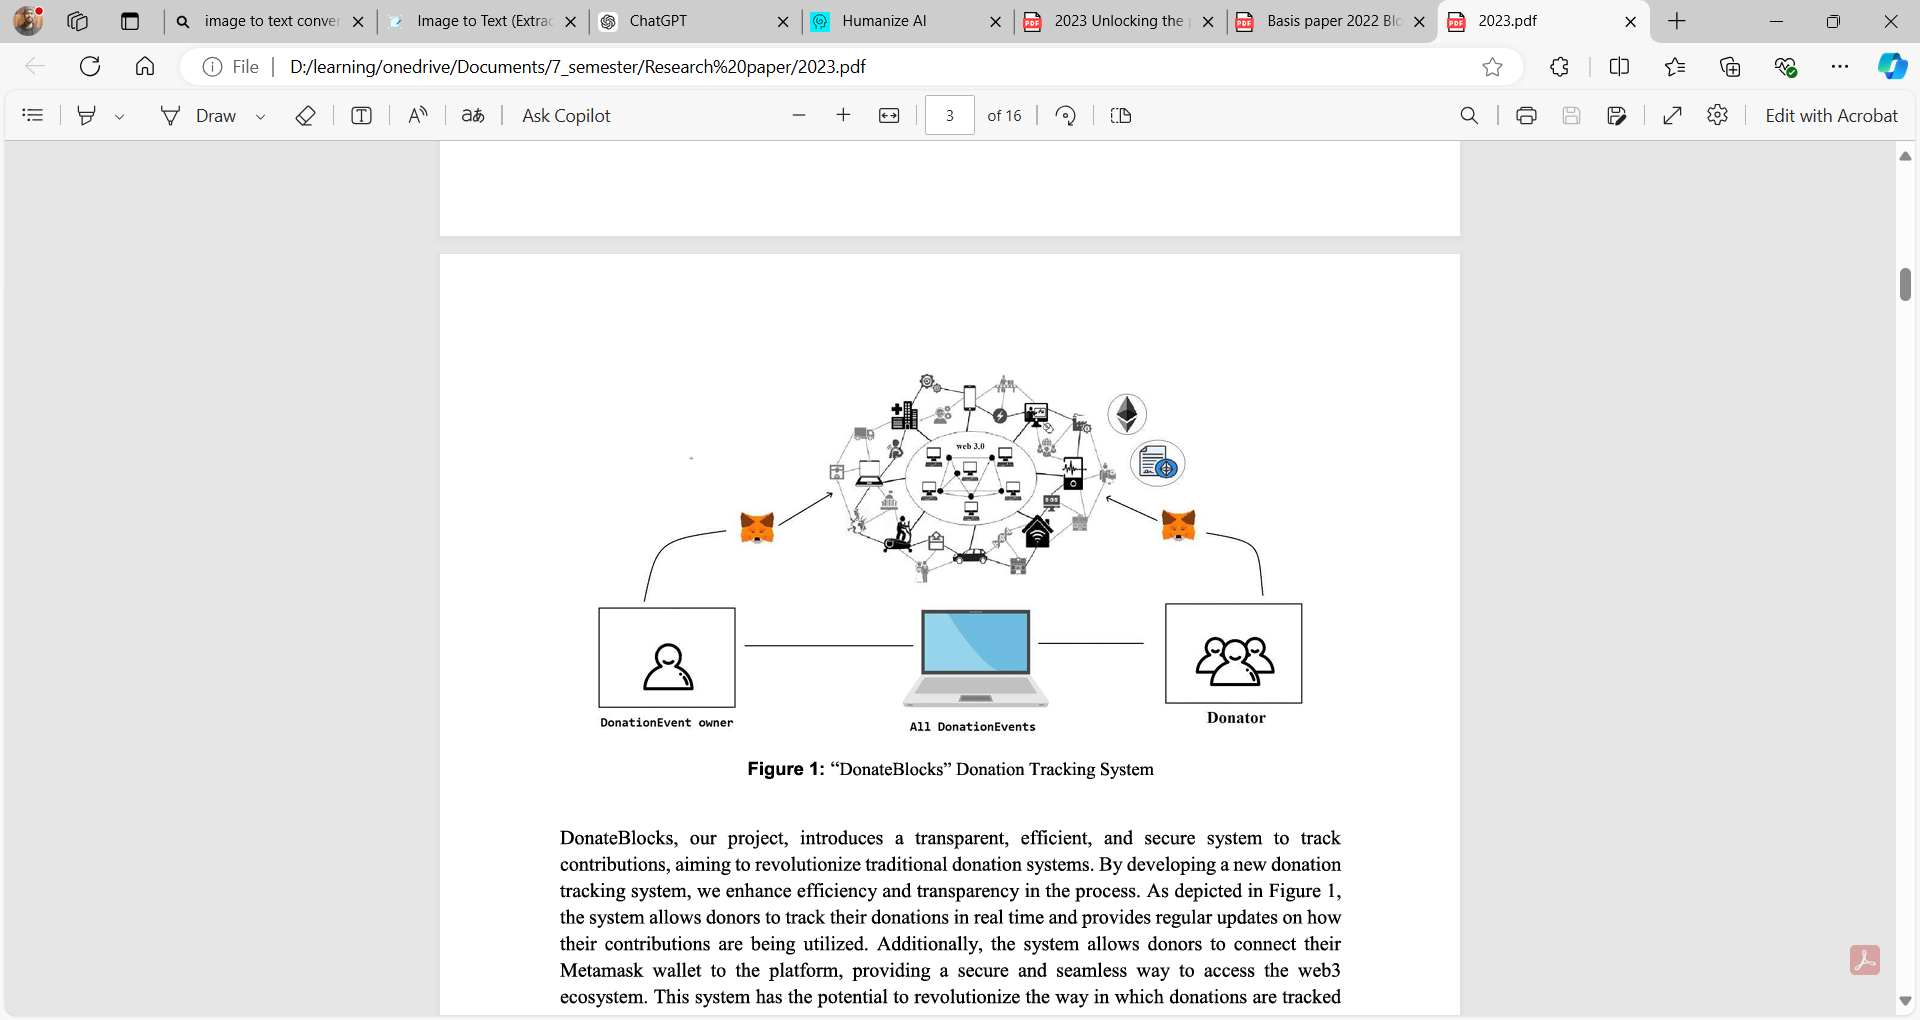 image to text conver
Image to Text (Extrac
ChatGPT
Humanize AI
2023 Unlocking the p
Basis paper 2022 Blo
2023.pdf
File
D:/learning/onedrive/Documents/7_semester/Research%20paper/2023.pdf
Draw
Ask Copilot
3 of 16
Edit with Acrobat
web 3.0
DonationEvent owner
All DonationEvents
Donator
Figure 1: “DonateBlocks” Donation Tracking System
DonateBlocks, our project, introduces a transparent, efficient, and secure system to track
contributions, aiming to revolutionize traditional donation systems. By developing a new donation
tracking system, we enhance efficiency and transparency in the process. As depicted in Figure 1,
the system allows donors to track their donations in real time and provides regular updates on how
their contributions are being utilized. Additionally, the system allows donors to connect their
Metamask wallet to the platform, providing a secure and seamless way to access the web3
ecosystem. This system has the potential to revolutionize the way in which donations are tracked